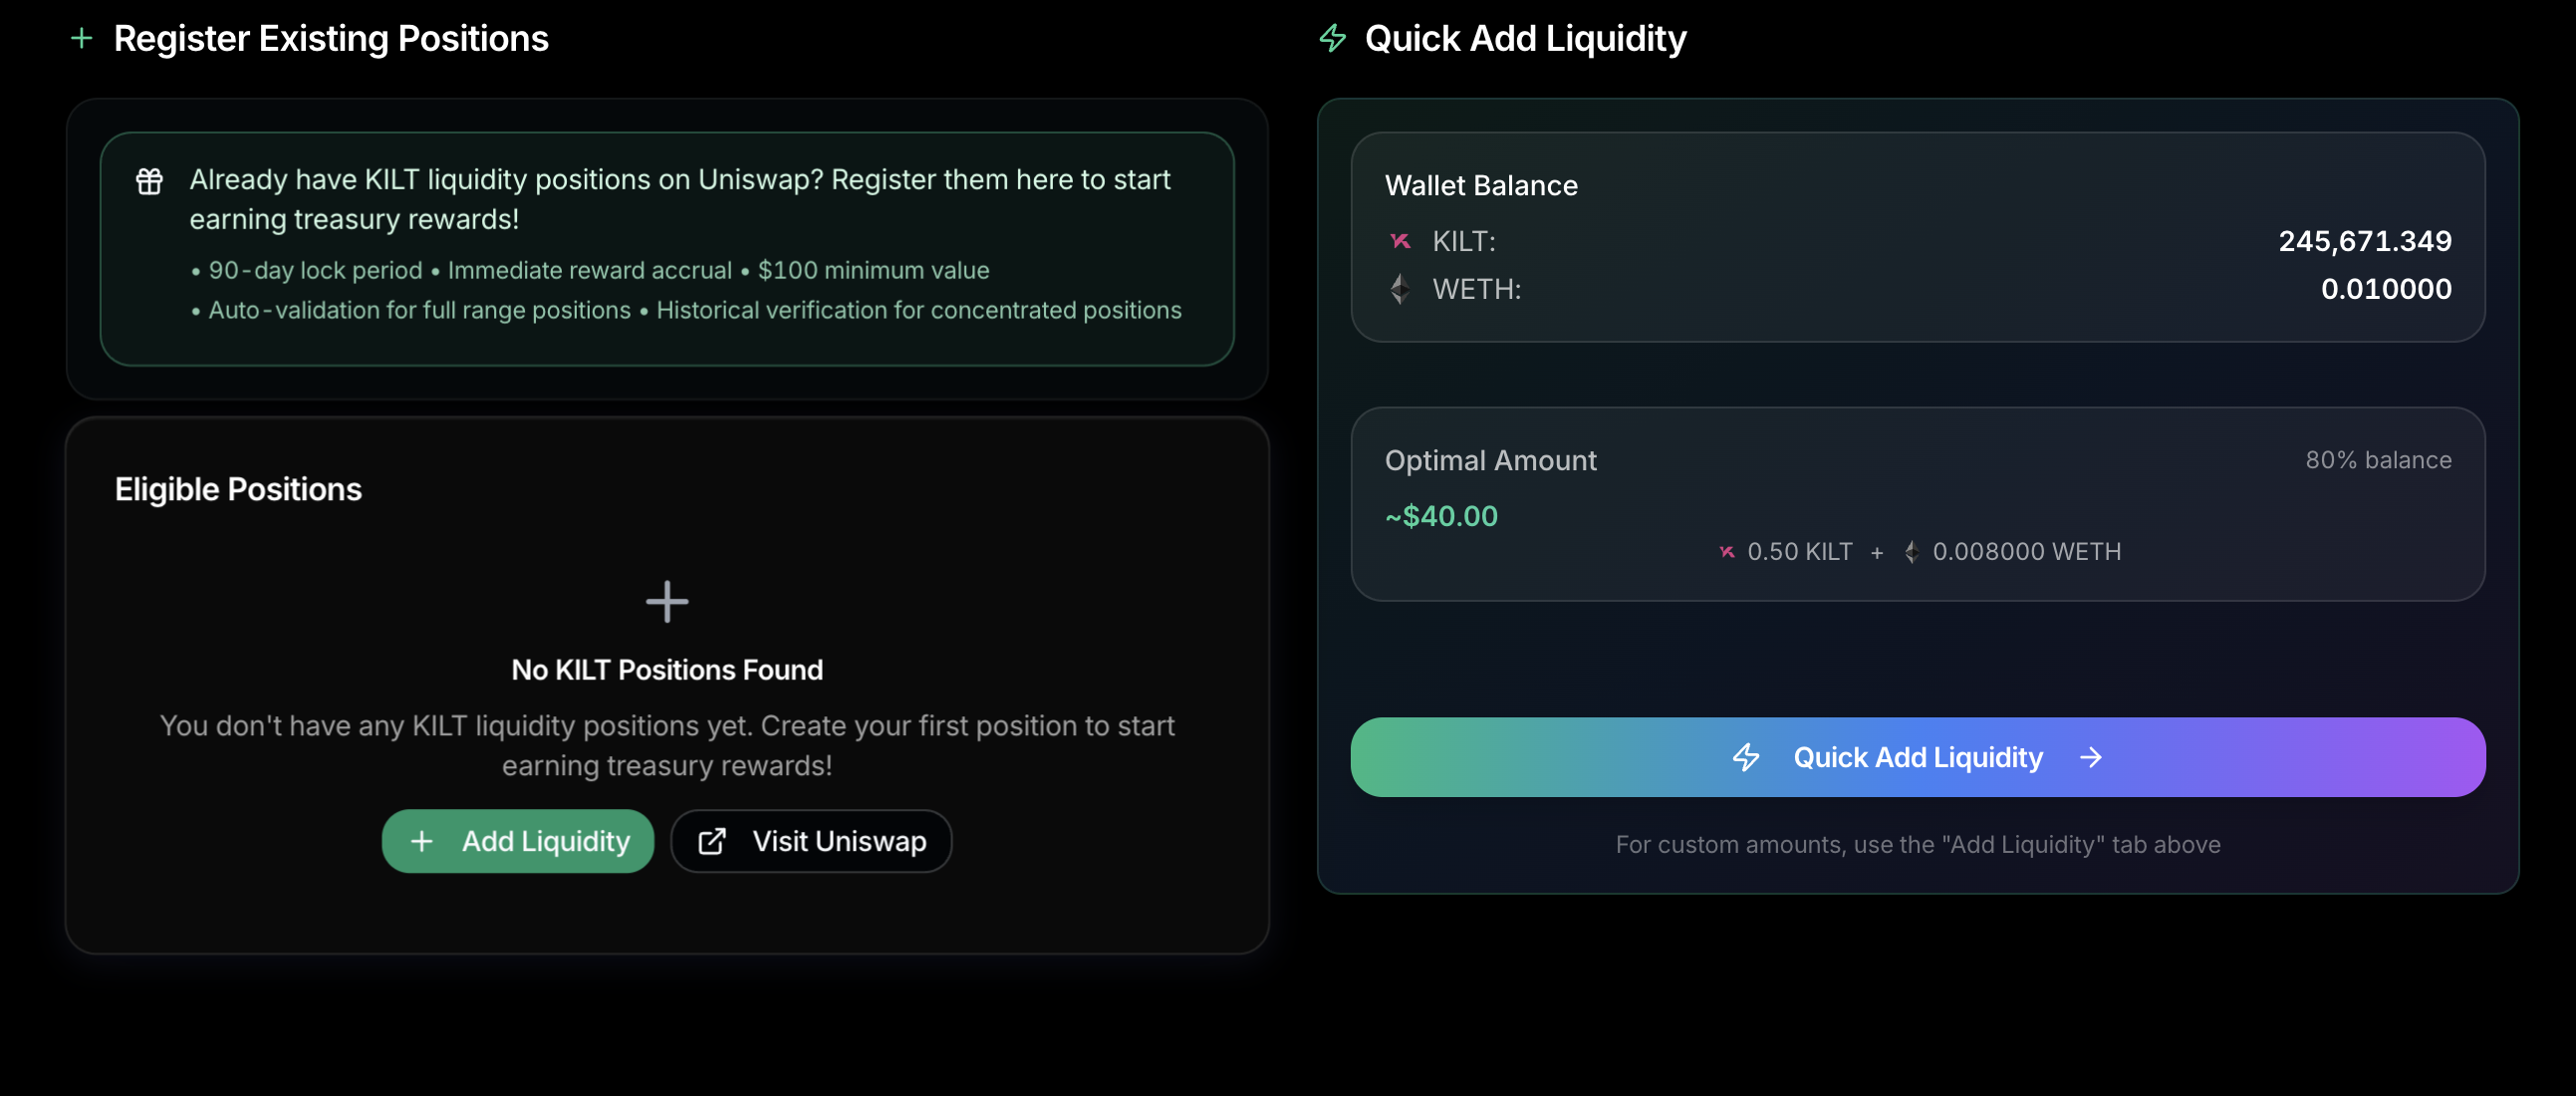 Register Existing Positions
Already have KILT liquidity positions on Uniswap? Register them here to start
earning treasury rewards!
• 90-day lock period • Immediate reward accrual • $100 minimum value
• Auto-validation for full range positions • Historical verification for concentrated positions
Eligible Positions
No KILT Positions Found
You don't have any KILT liquidity positions yet. Create your first position to start
earning treasury rewards!
Add Liquidity
Visit Uniswap
Quick Add Liquidity
Wallet Balance
KILT: 245,671.349
WETH: 0.010000
Optimal Amount 80% balance
~$40.00
0.50 KILT + 0.008000 WETH
Quick Add Liquidity
For custom amounts, use the "Add Liquidity" tab above